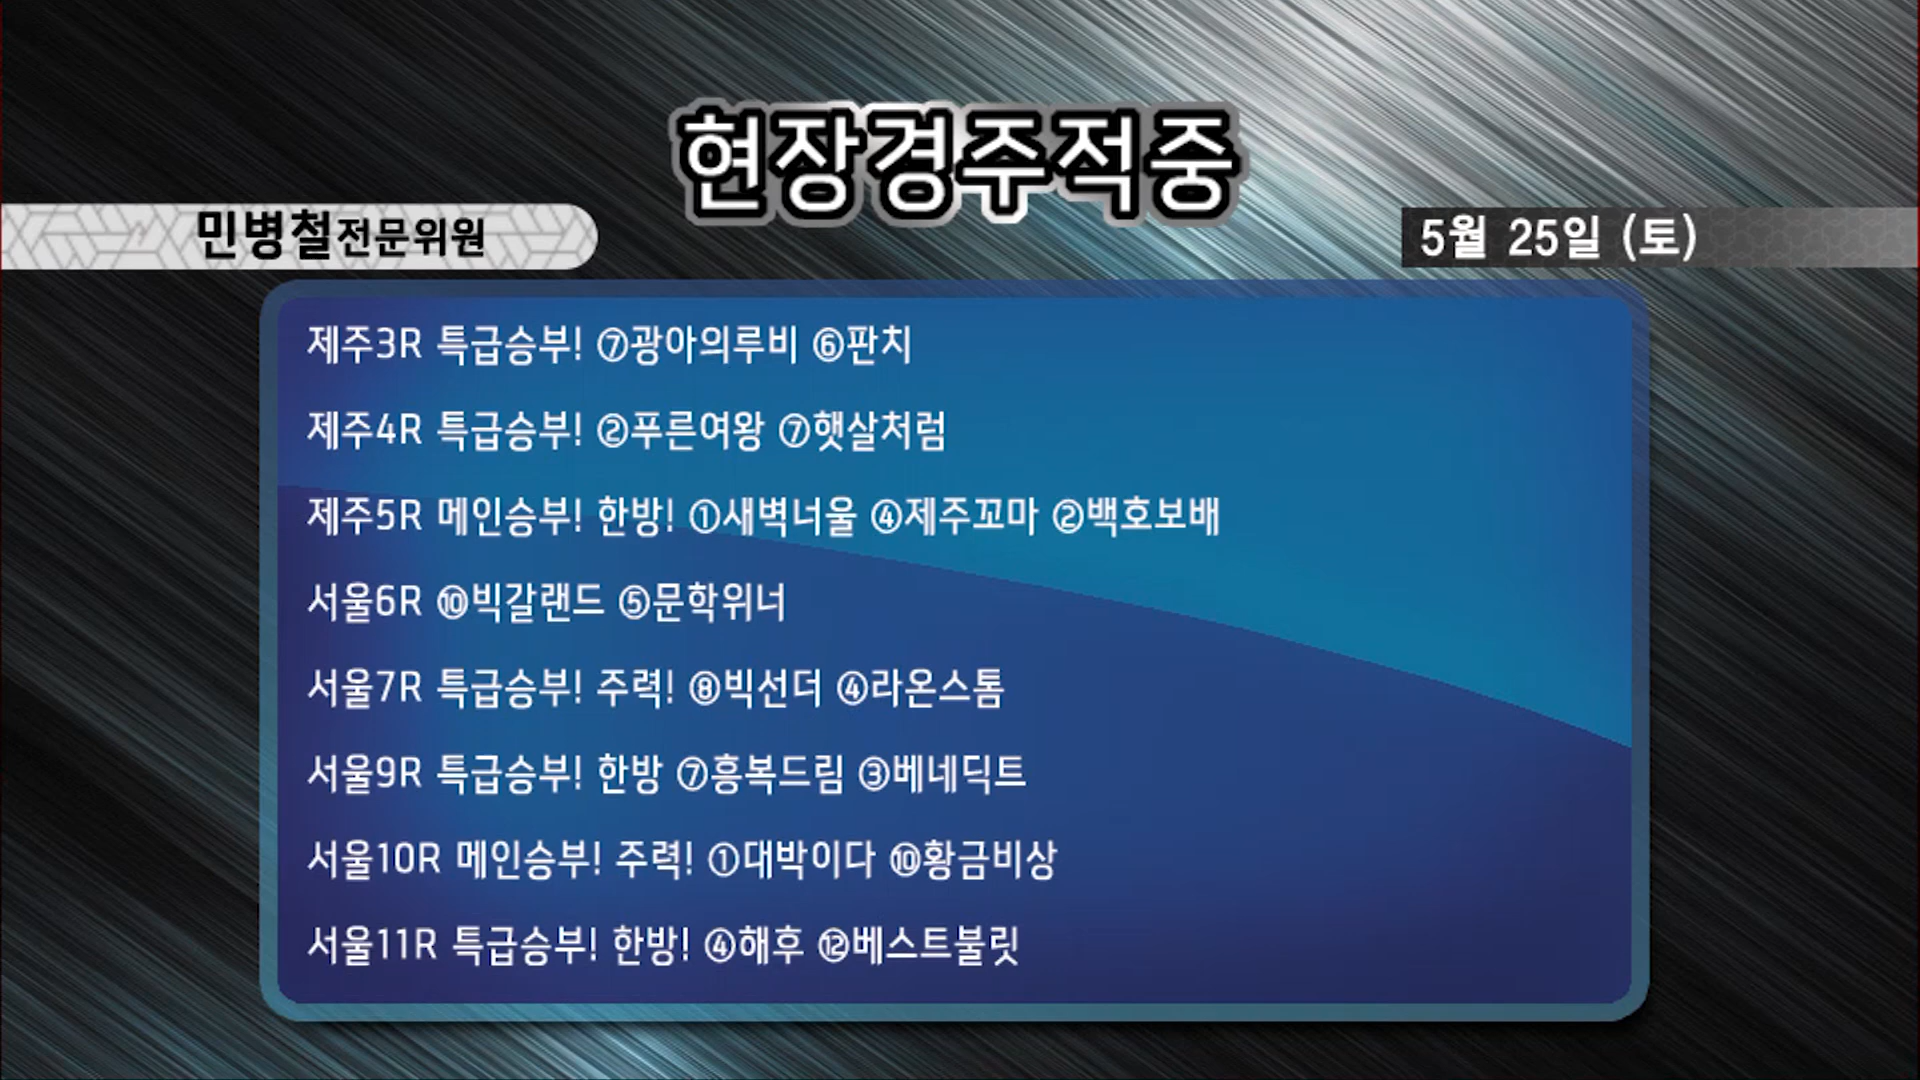 현장경주적중
민병철전문위원
5월 25일 (토)
제주3R 특급승부! ⑦광아의루비 ⑥판치
제주4R 특급승부! ②푸른여왕 ⑦햇살처럼
제주5R 메인승부! 한방! ①새벽너울 ④제주꼬마 ②백호보배
서울6R ⑩빅갈랜드 ⑤문학위너
서울7R 특급승부! 주력! ⑧빅선더 ④라온스톰
서울9R 특급승부! 한방 ⑦흥복드림 ③베네딕트
서울10R 메인승부! 주력! ①대박이다 ⑩황금비상
서울11R 특급승부! 한방! ④해후 ⑫베스트불릿